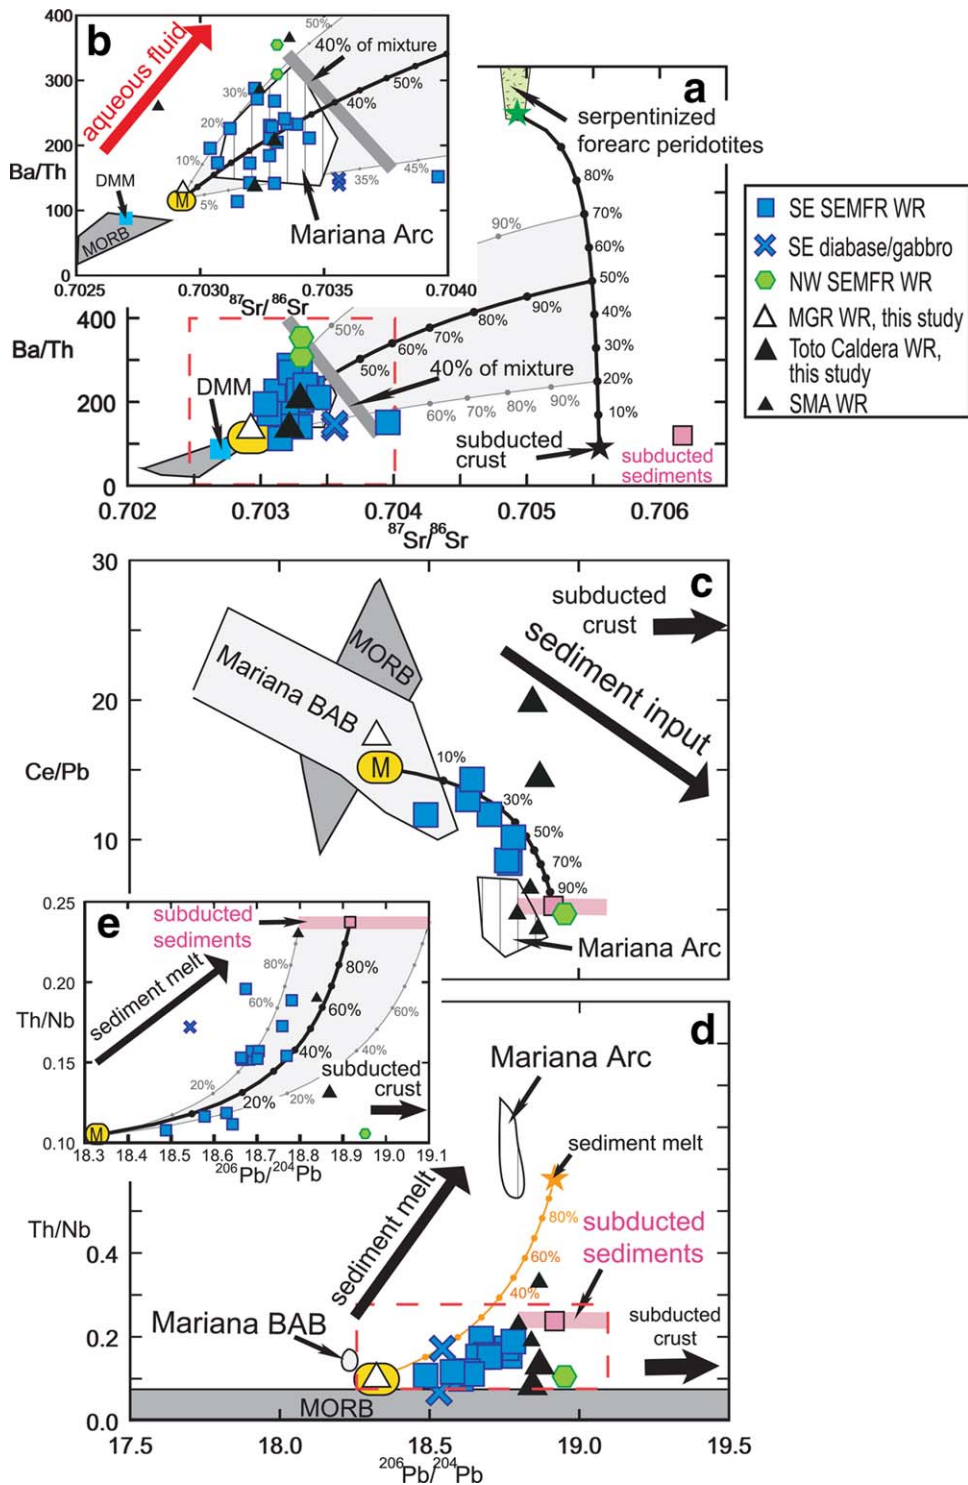 b
400
300
200
100
0
Ba/Th
aqueous fluid
50%
40% of mixture
50%
40%
30%
20%
10%
5%
45%
35%
DMM
M
MORB
Mariana Arc
0.7025
0.7030
0.7035
0.7040
87Sr/86Sr
a
serpentinized
forearc peridotites
80%
70%
60%
50%
40%
30%
20%
10%
90%
90%
80%
70%
60%
50%
50%
60%
70%
80%
90%
40% of mixture
400
Ba/Th
200
0
DMM
subducted
crust
subducted
sediments
0.702
0.703
0.704
0.705
0.706
87Sr/86Sr
SE SEMFR WR
SE diabase/gabbro
NW SEMFR WR
MGR WR, this study
Toto Caldera WR,
this study
SMA WR
c
30
20
10
Ce/Pb
MORB
Mariana BAB
M
subducted
crust
sediment input
10%
30%
50%
70%
90%
Mariana Arc
e
0.25
0.20
0.15
0.10
Th/Nb
subducted
sediments
sediment melt
80%
60%
20%
80%
60%
40%
20%
60%
40%
20%
subducted
crust
M
18.3
18.4
18.5
18.6
18.7
18.8
18.9
19.0
19.1
206Pb/204Pb
d
Mariana Arc
sediment melt
sediment melt
80%
60%
40%
subducted
sediments
Th/Nb
0.4
0.2
0.0
Mariana BAB
subducted
crust
MORB
17.5
18.0
18.5
19.0
19.5
206Pb/204Pb